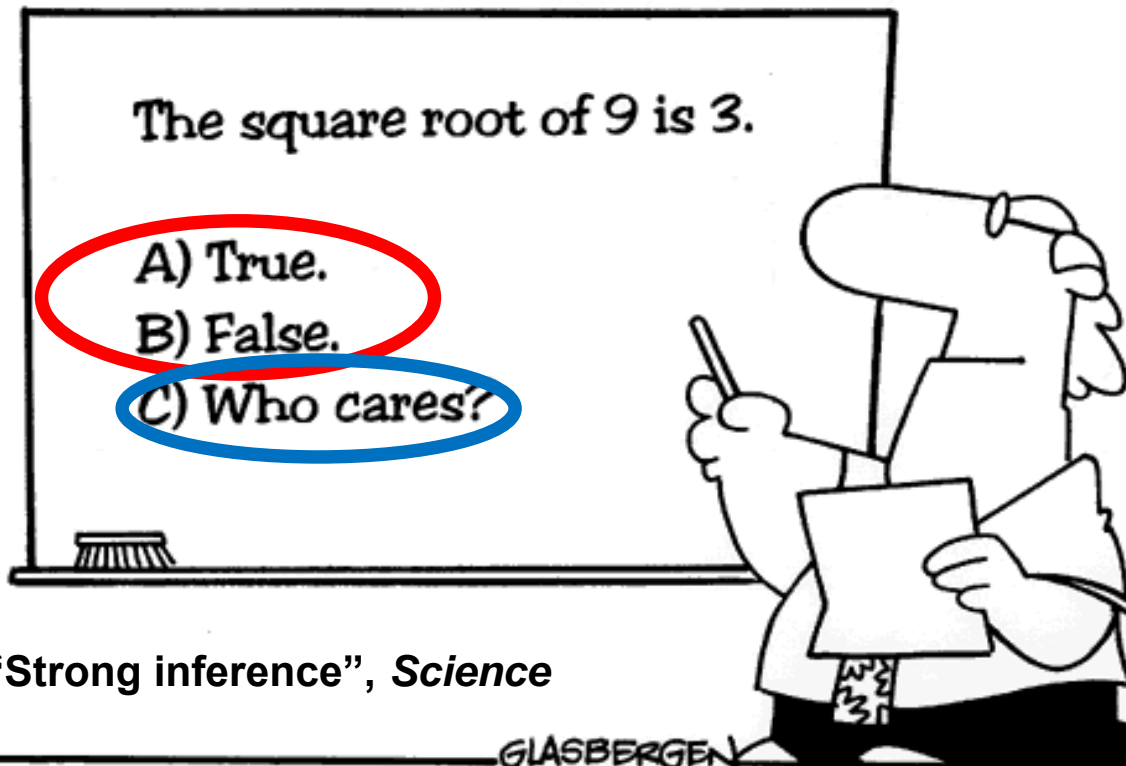 The square root of 9 is 3.
A) True.
B) False.
C) Who cares?
“Strong inference”, Science
GLASBERGEN